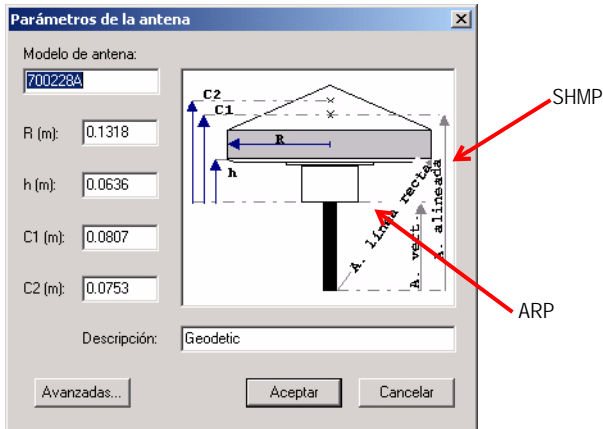 Parámetros de la antena
Modelo de antena:
700228A
R (m): 0.1318
h (m): 0.0636
C1 (m): 0.0807
C2 (m): 0.0753
C2
C1
R
h
A. línea recta
A. vert.
A. alineada
SHMP
ARP
Descripción: Geodetic
Avanzadas... Aceptar Cancelar